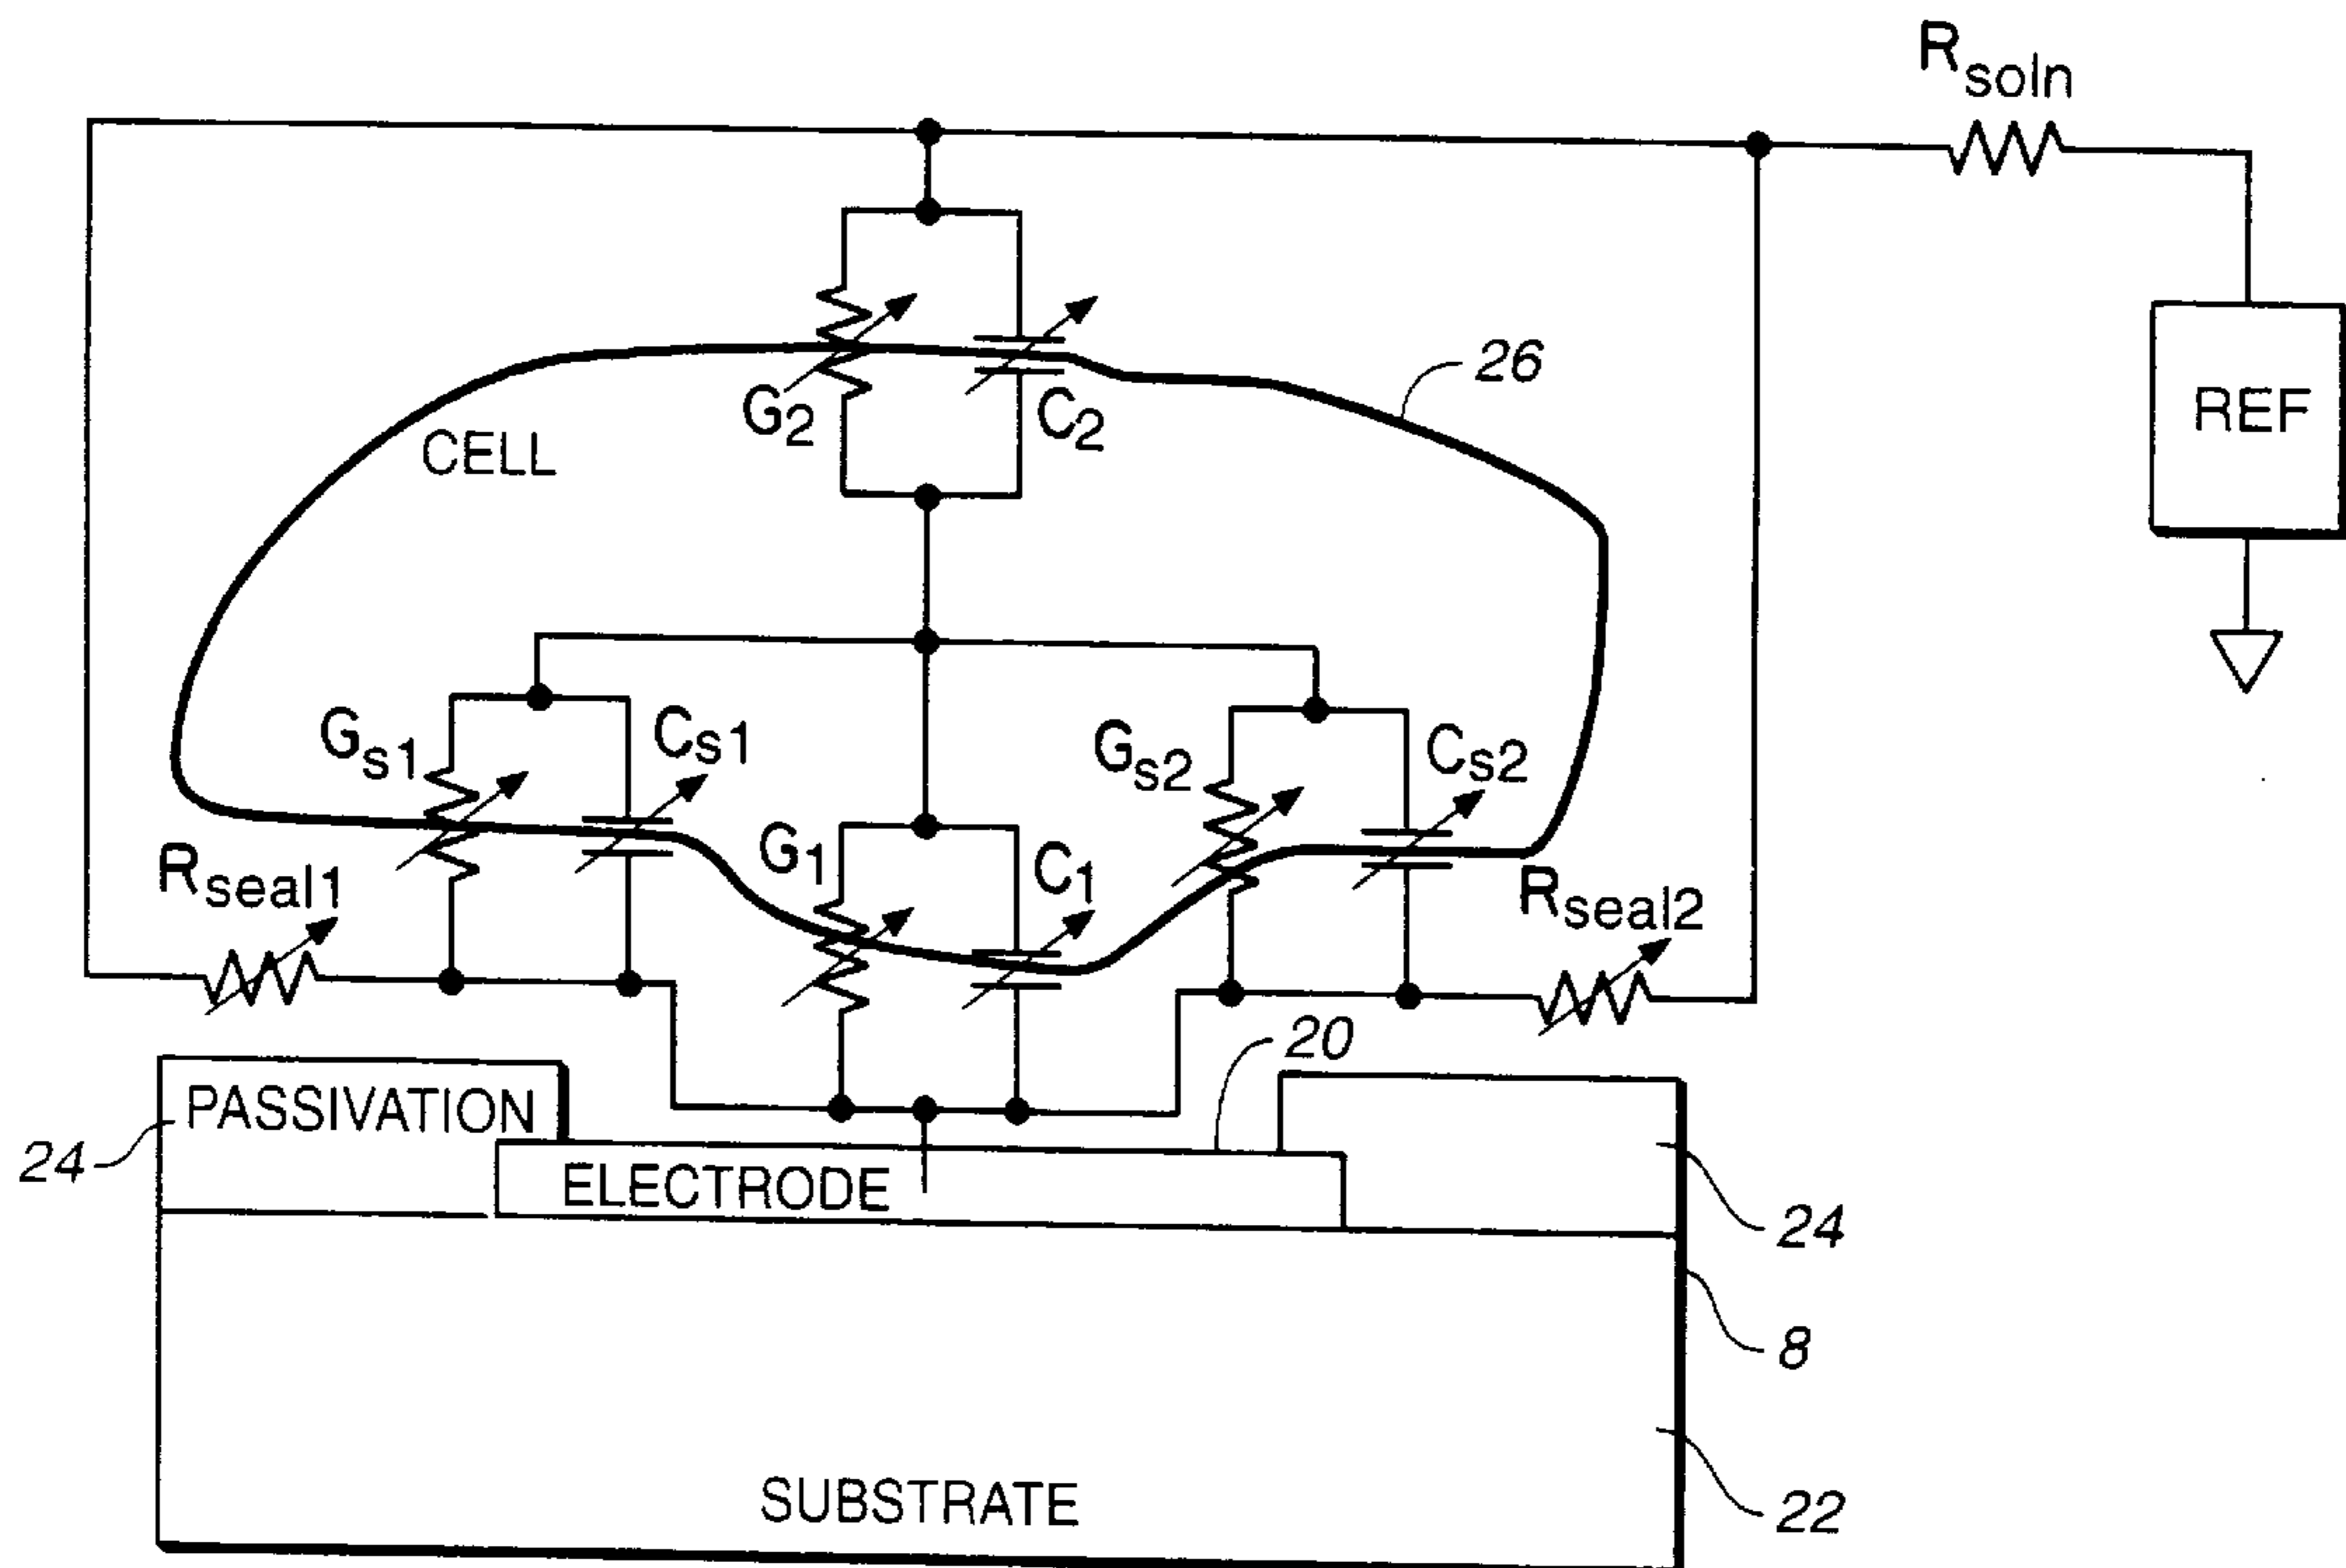 Rsoln
26
REF
G2
C2
CELL
Gs1
Cs1
Gs2
Cs2
G1
C1
Rseal1
Rseal2
20
PASSIVATION
24
ELECTRODE
24
8
SUBSTRATE
22